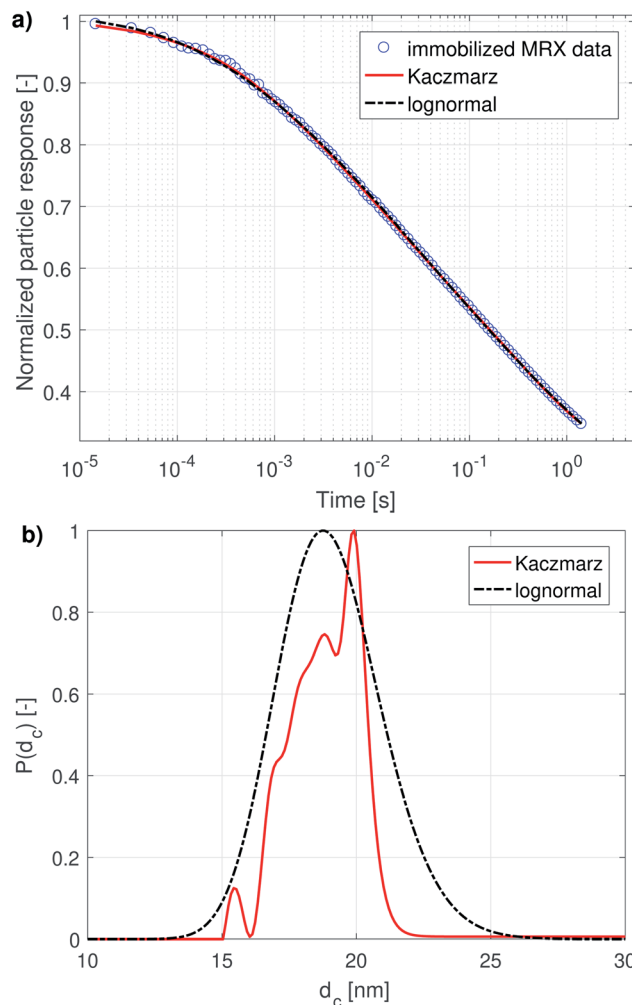 a)
1
0.9
0.8
0.7
0.6
0.5
0.4
Normalized particle response [-]
immobilized MRX data
Kaczmarz
lognormal
10⁻⁵ 10⁻⁴ 10⁻³ 10⁻² 10⁻¹ 10⁰
Time [s]
b)
1
0.8
0.6
0.4
0.2
0
P(d_c) [-]
Kaczmarz
lognormal
10 15 20 25 30
d_c [nm]